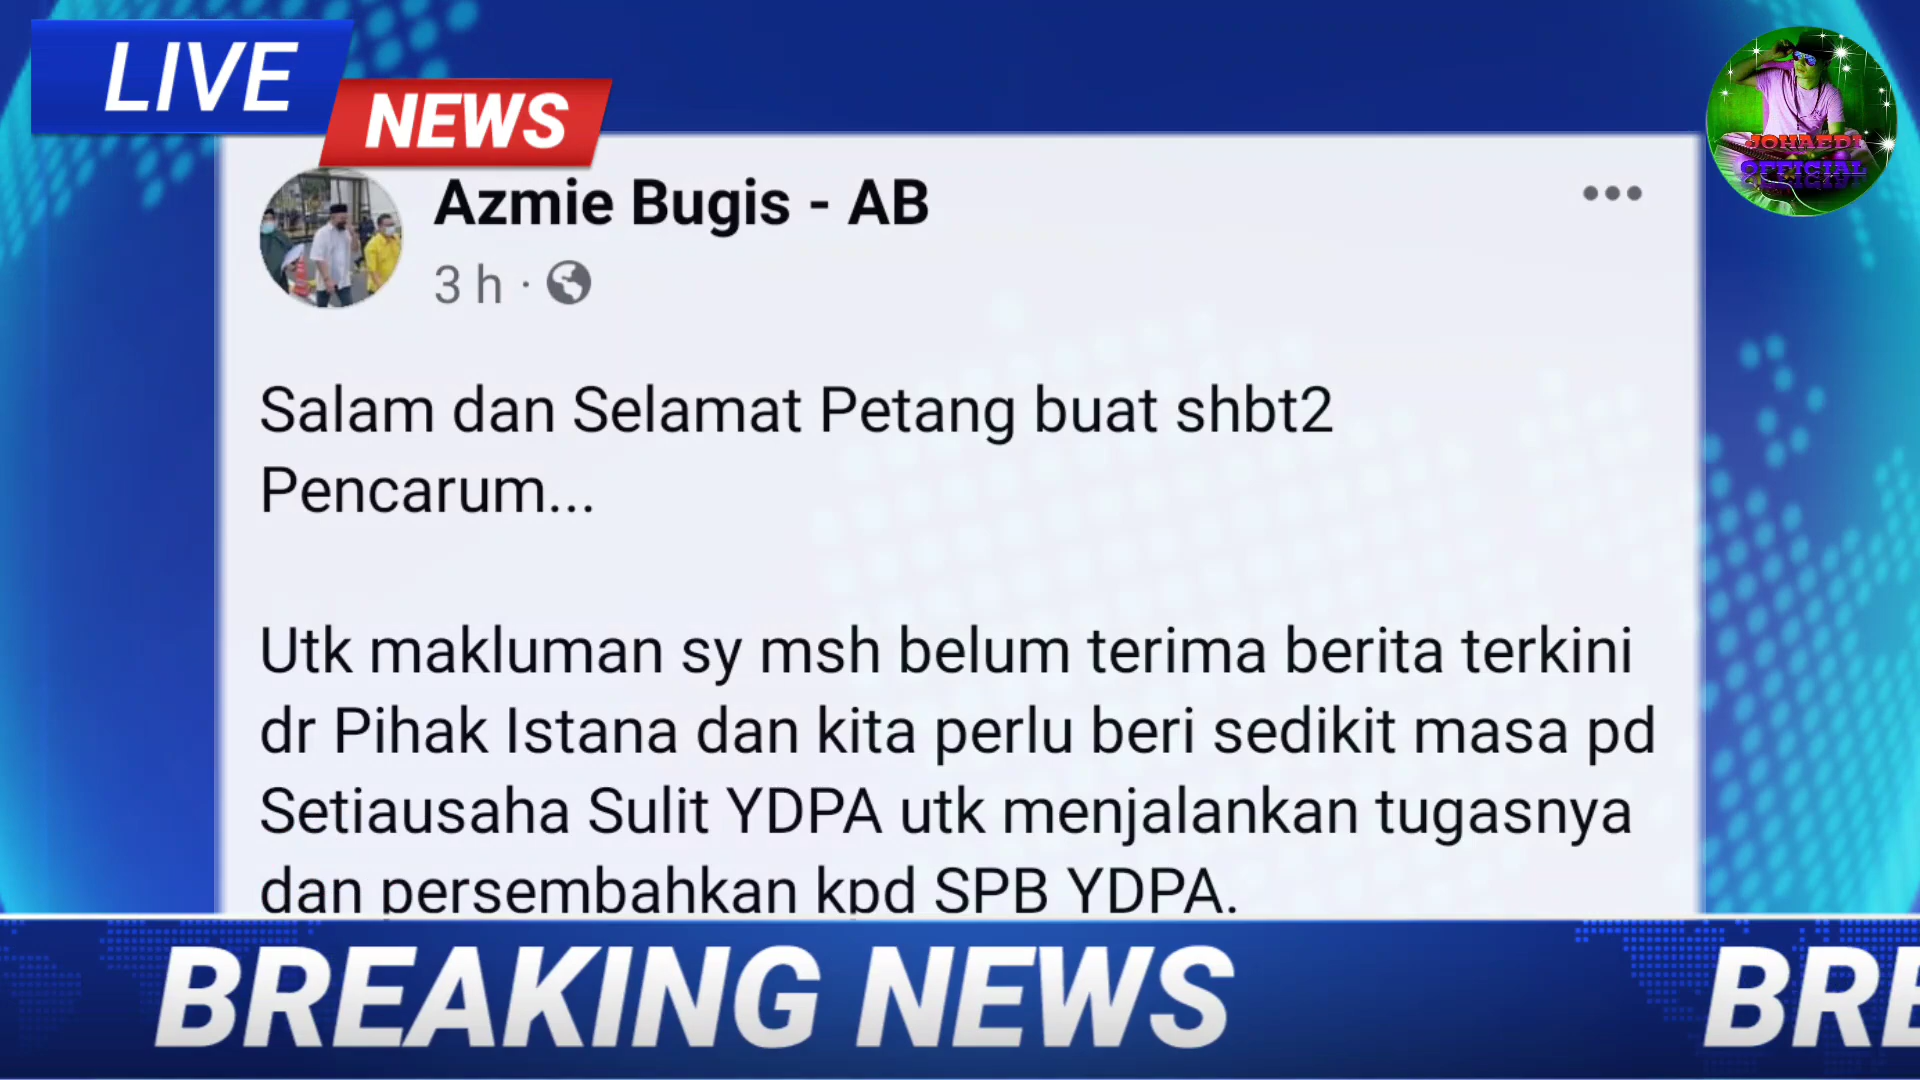 LIVE
NEWS
JOHAEDI
OFFICIAL
Azmie Bugis - AB
3 h ·
Salam dan Selamat Petang buat shbt2
Pencarum...
Utk makluman sy msh belum terima berita terkini
dr Pihak Istana dan kita perlu beri sedikit masa pd
Setiausaha Sulit YDPA utk menjalankan tugasnya
dan persembahkan kpd SPB YDPA.
BREAKING NEWS
BRE